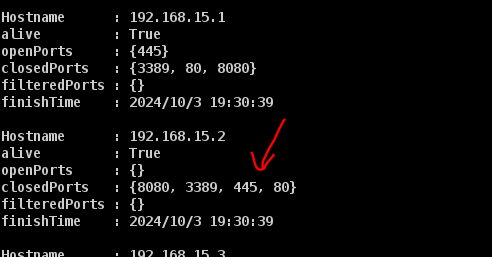 Hostname      : 192.168.15.1
alive         : True
openPorts     : {445}
closedPorts   : {3389, 80, 8080}
filteredPorts : {}
finishTime    : 2024/10/3 19:30:39
Hostname      : 192.168.15.2
alive         : True
openPorts     : {}
closedPorts   : {8080, 3389, 445, 80}
filteredPorts : {}
finishTime    : 2024/10/3 19:30:39
Hostname      : 192.168.15.3